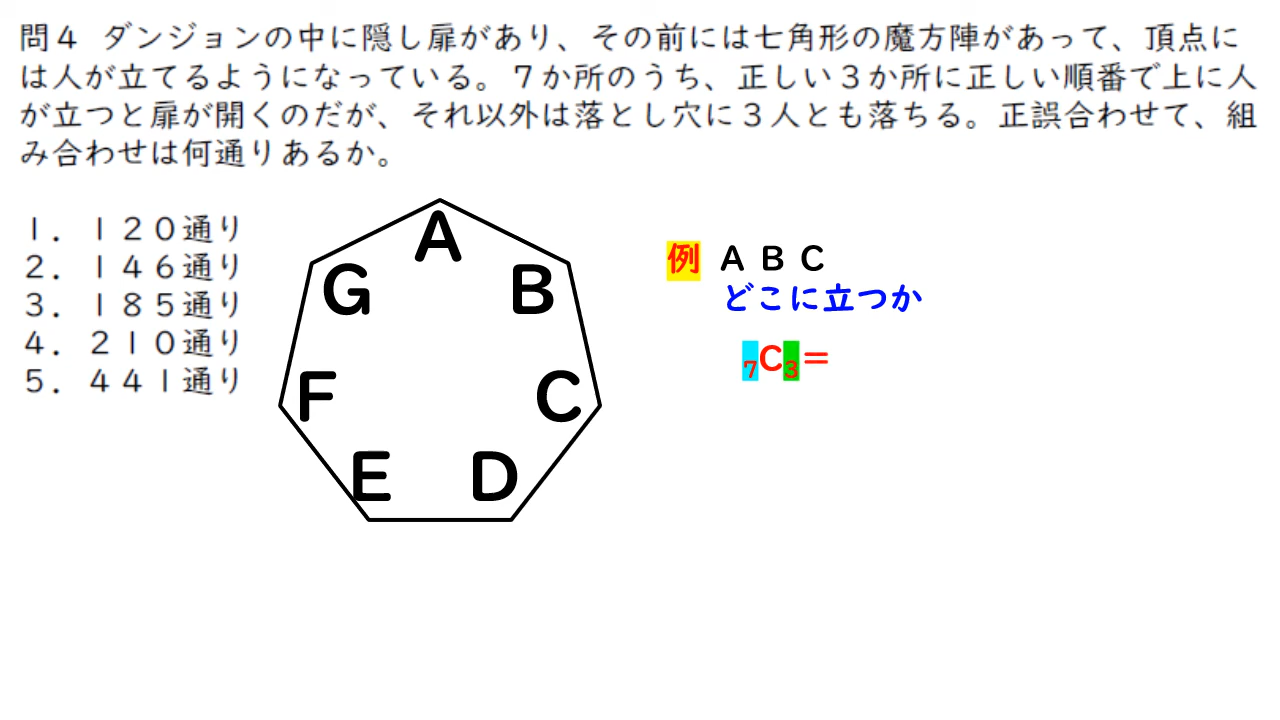 問４ ダンジョンの中に隠し扉があり、その前には七角形の魔方陣があって、頂点に
は人が立てるようになっている。７か所のうち、正しい３か所に正しい順番で上に人
が立つと扉が開くのだが、それ以外は落とし穴に３人とも落ちる。正誤合わせて、組
み合わせは何通りあるか。
１．１２０通り
２．１４６通り
３．１８５通り
４．２１０通り
５．４４１通り
A
G B
F C
E D
例 A B C
どこに立つか
₇C₃＝